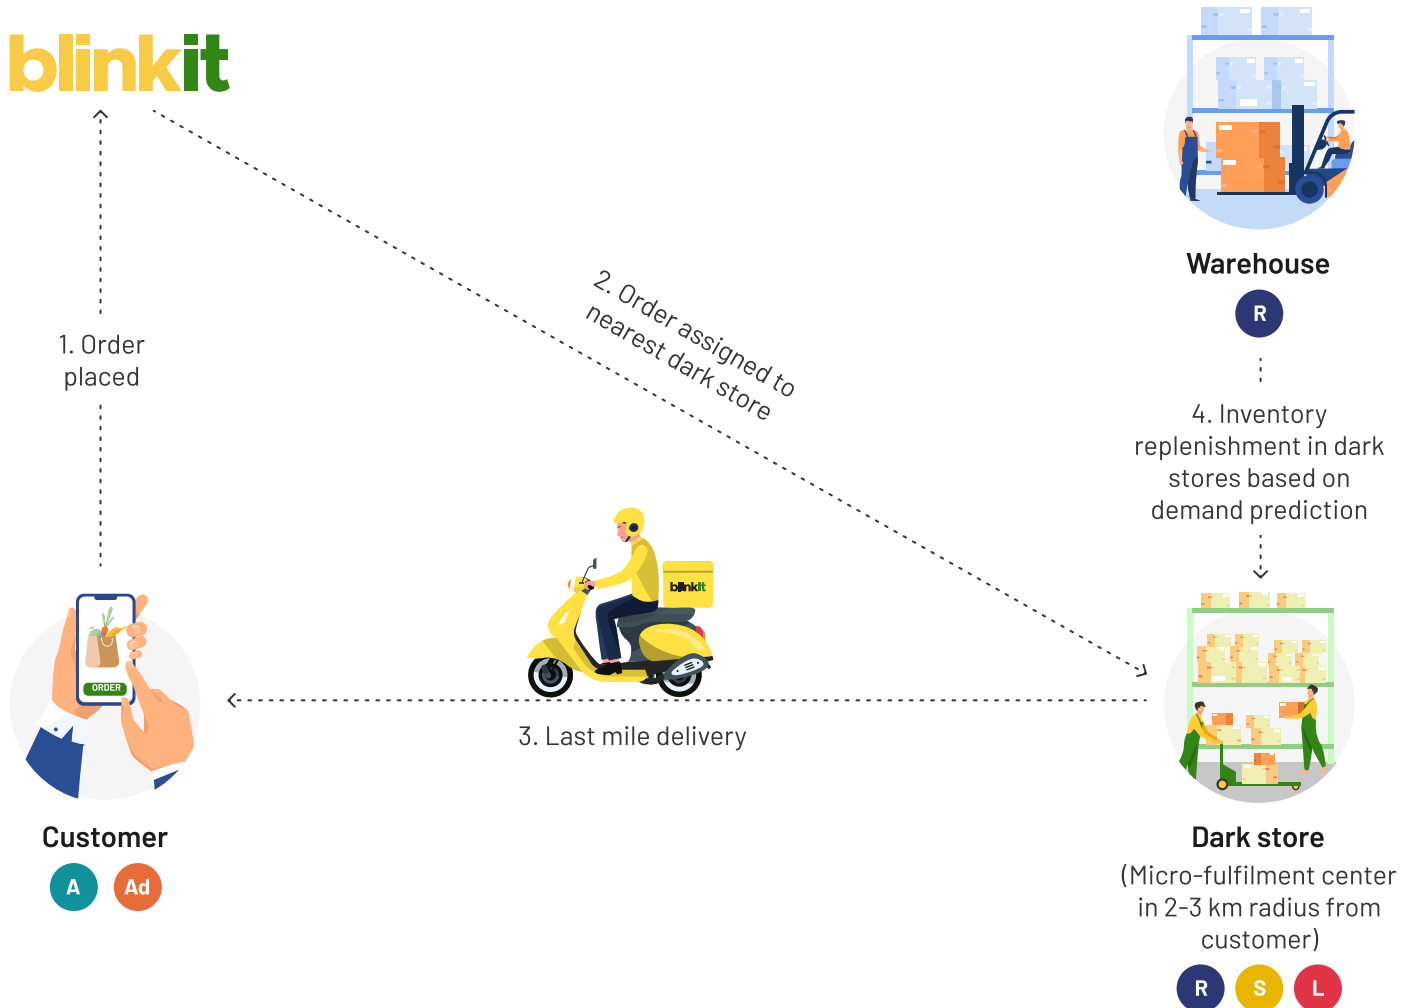 blinkit
Warehouse
R
1. Order
placed
2. Order assigned to
nearest dark store
4. Inventory
replenishment in dark
stores based on
demand prediction
blinkit
ORDER
3. Last mile delivery
Customer
A Ad
Dark store
(Micro-fulfilment center
in 2-3 km radius from
customer)
R S L